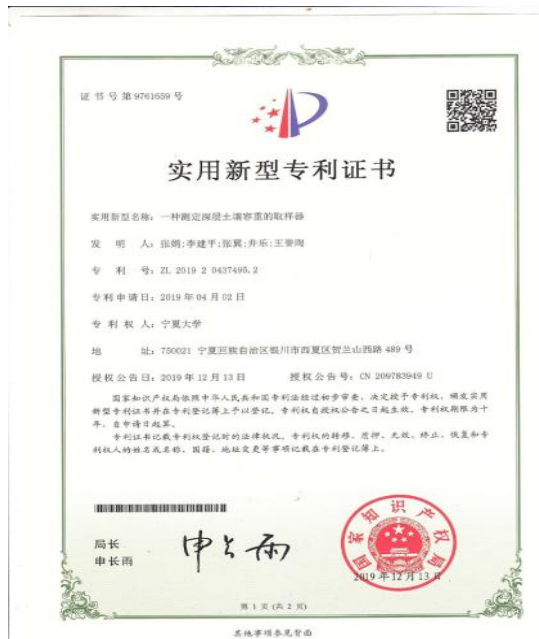 证书号第9761659号
实用新型专利证书
实用新型名称：一种测定深层土壤容重的取样器
发 明 人：张娟;李建平;张翼;井乐;王誉陶
专 利 号：ZL 2019 2 0437495.2
专利申请日：2019年04月02日
专 利 权 人：宁夏大学
地 址：750021 宁夏回族自治区银川市西夏区贺兰山西路489号
授权公告日：2019年12月13日 授权公告号：CN 209783949 U
国家知识产权局依照中华人民共和国专利法经过初步审查，决定授予专利权，颁发实用
新型专利证书并在专利登记簿上予以登记。专利权自授权公告之日起生效。专利权期限为十
年，自申请日起算。
专利证书记载专利权登记时的法律状况。专利权的转移、质押、无效、终止、恢复和专
利权人的姓名或名称、国籍、地址变更等事项记载在专利登记簿上。
局长
申长雨
申长雨
国家知识产权局
2019年12月13日
第 1 页 (共 2 页)
其他事项参见背面